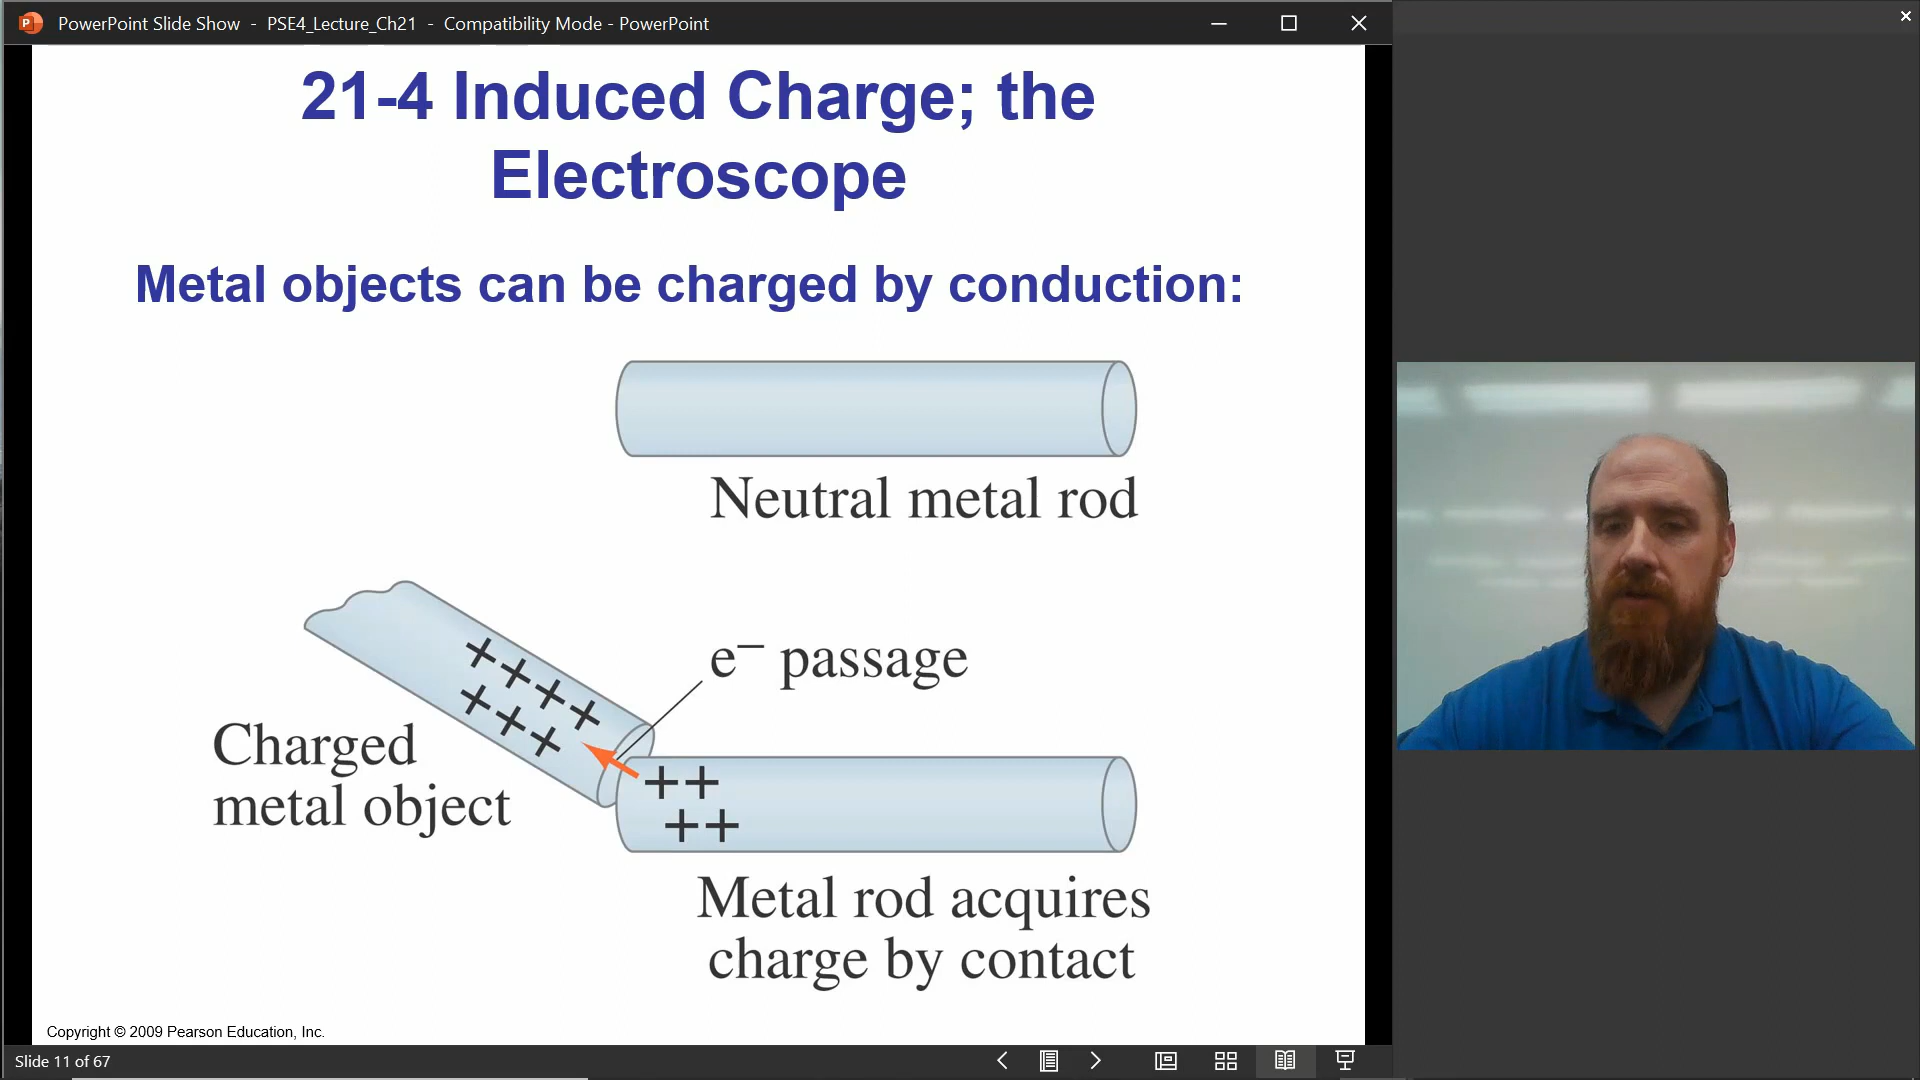 PowerPoint Slide Show - PSE4_Lecture_Ch21 - Compatibility Mode - PowerPoint
21-4 Induced Charge; the
Electroscope
Metal objects can be charged by conduction:
Neutral metal rod
e− passage
++++
+++
Charged
metal object
++
++
Metal rod acquires
charge by contact
Copyright © 2009 Pearson Education, Inc.
Slide 11 of 67